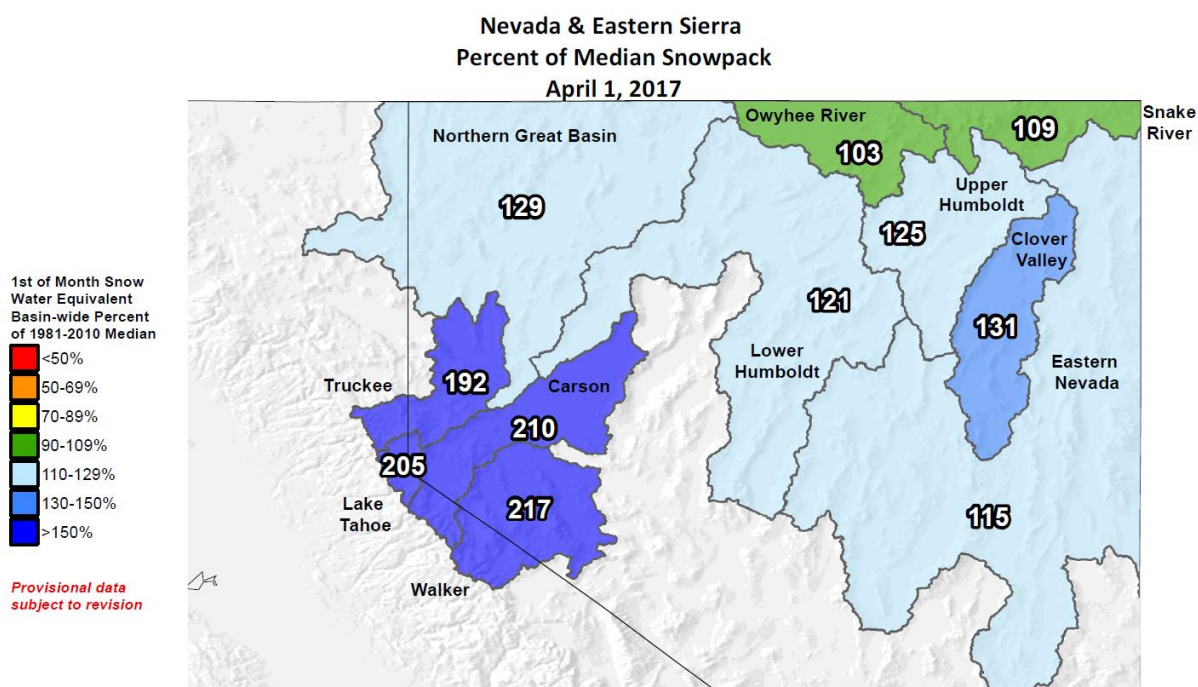 Nevada & Eastern Sierra
Percent of Median Snowpack
April 1, 2017
Northern Great Basin
129
Owyhee River
103
109
Snake
River
Upper
Humboldt
125
Clover
Valley
131
121
Lower
Humboldt
Eastern
Nevada
115
Truckee
192
Carson
210
205
Lake
Tahoe
217
Walker
1st of Month Snow
Water Equivalent
Basin-wide Percent
of 1981-2010 Median
<50%
50-69%
70-89%
90-109%
110-129%
130-150%
>150%
Provisional data
subject to revision